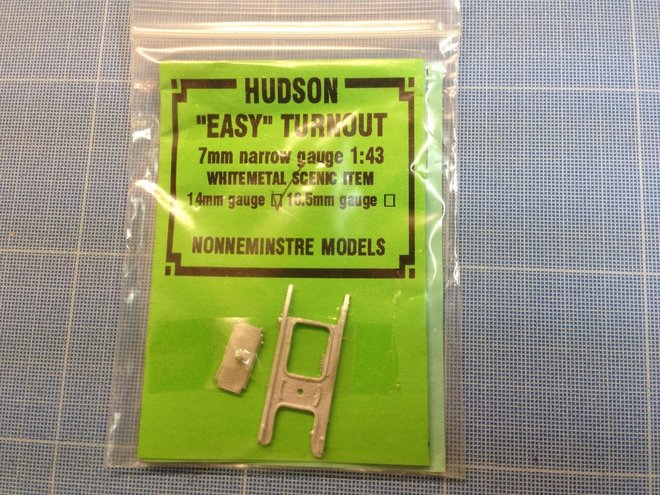 HUDSON
"EASY" TURNOUT
7mm narrow gauge 1:43
WHITEMETAL SCENIC ITEM
14mm gauge ☑ 16.5mm gauge ☐
NONNEMINSTRE MODELS